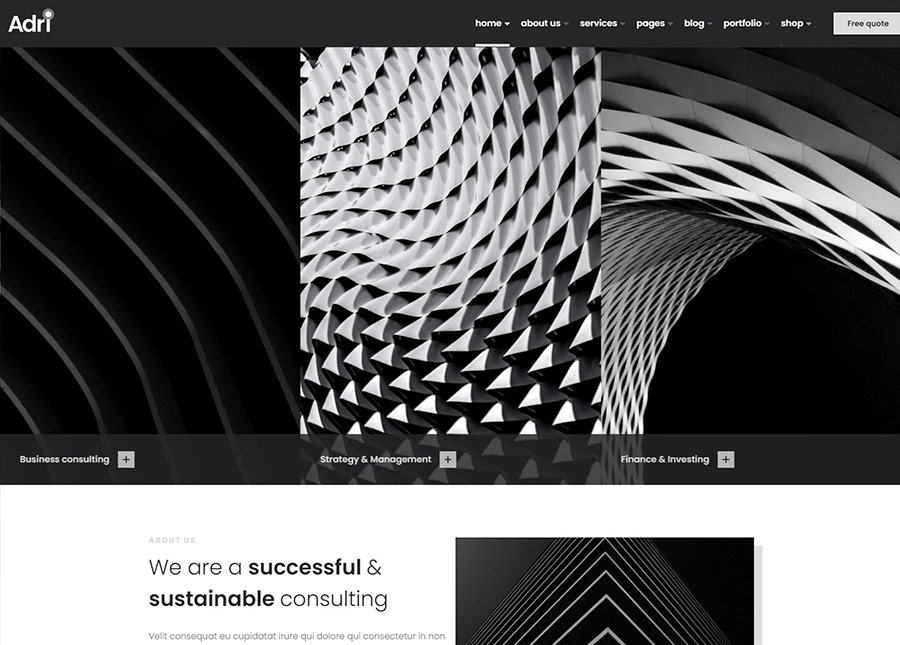 Adri
home about us services pages blog portfolio shop Free quote
Business consulting + Strategy & Management + Finance & Investing +
ABOUT US
We are a successful &
sustainable consulting
Velit consequat eu cupidatat irure qui dolore qui consectetur in non